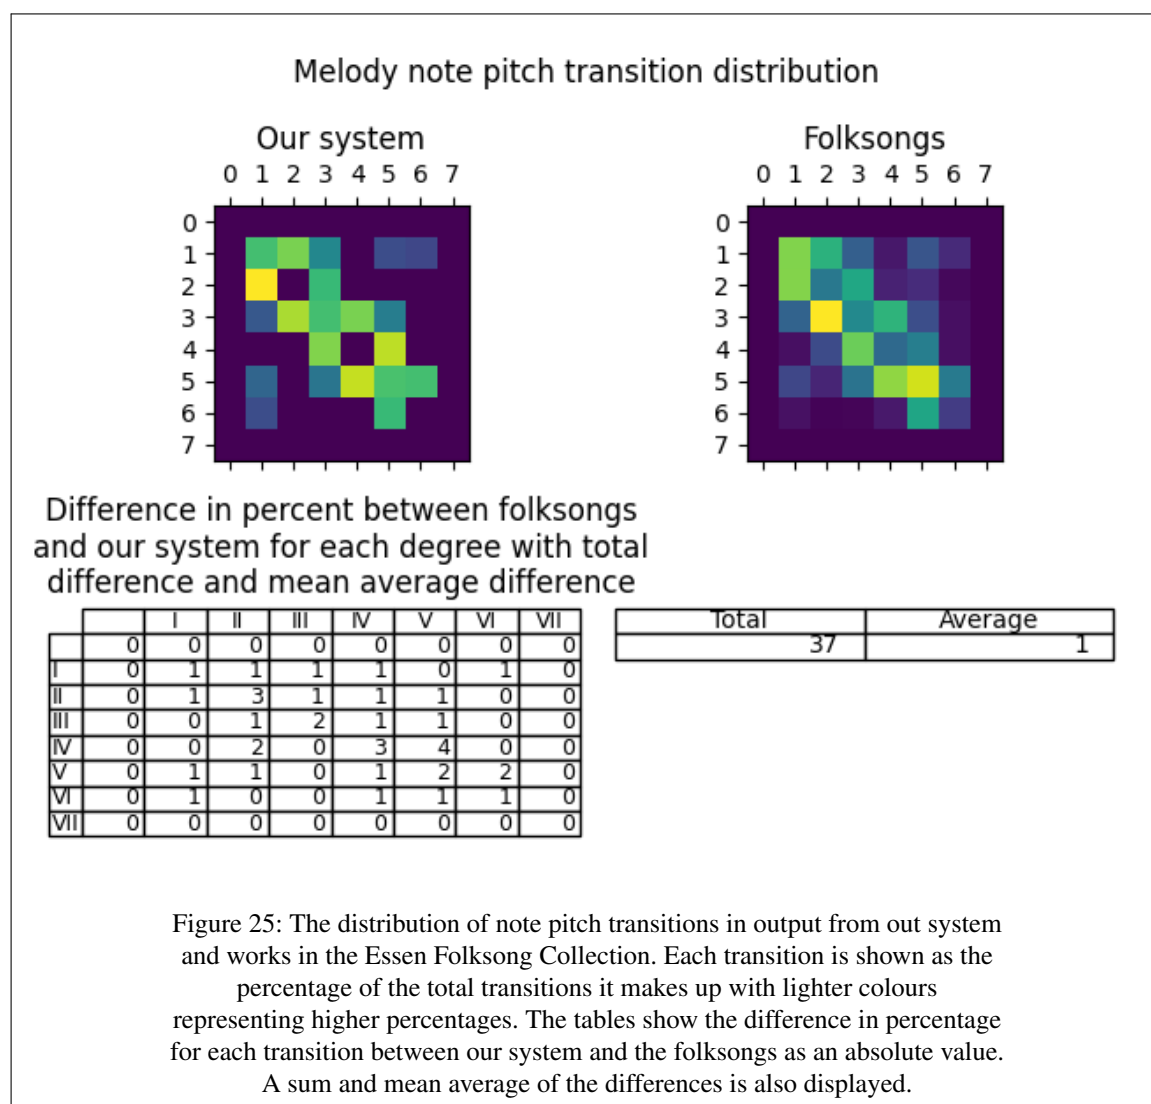 Melody note pitch transition distribution
Our system
0 1 2 3 4 5 6 7
0
1
2
3
4
5
6
7
Folksongs
0 1 2 3 4 5 6 7
0
1
2
3
4
5
6
7
Difference in percent between folksongs
and our system for each degree with total
difference and mean average difference
I II III IV V VI VII
0 0 0 0 0 0 0 0
I 0 1 1 1 1 0 1 0
II 0 1 3 1 1 1 0 0
III 0 0 1 2 1 1 0 0
IV 0 0 2 0 3 4 0 0
V 0 1 1 0 1 2 2 0
VI 0 1 0 0 1 1 1 0
VII 0 0 0 0 0 0 0 0
Total Average
37 1
Figure 25: The distribution of note pitch transitions in output from out system
and works in the Essen Folksong Collection. Each transition is shown as the
percentage of the total transitions it makes up with lighter colours
representing higher percentages. The tables show the difference in percentage
for each transition between our system and the folksongs as an absolute value.
A sum and mean average of the differences is also displayed.